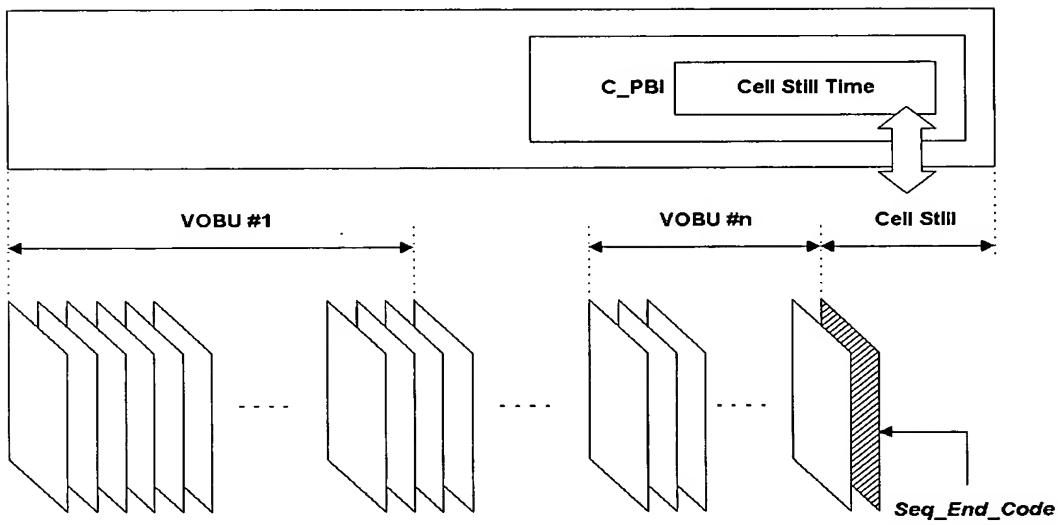 C_PBI
Cell Still Time
VOBU #1
VOBU #n
Cell Still
Seq_End_Code